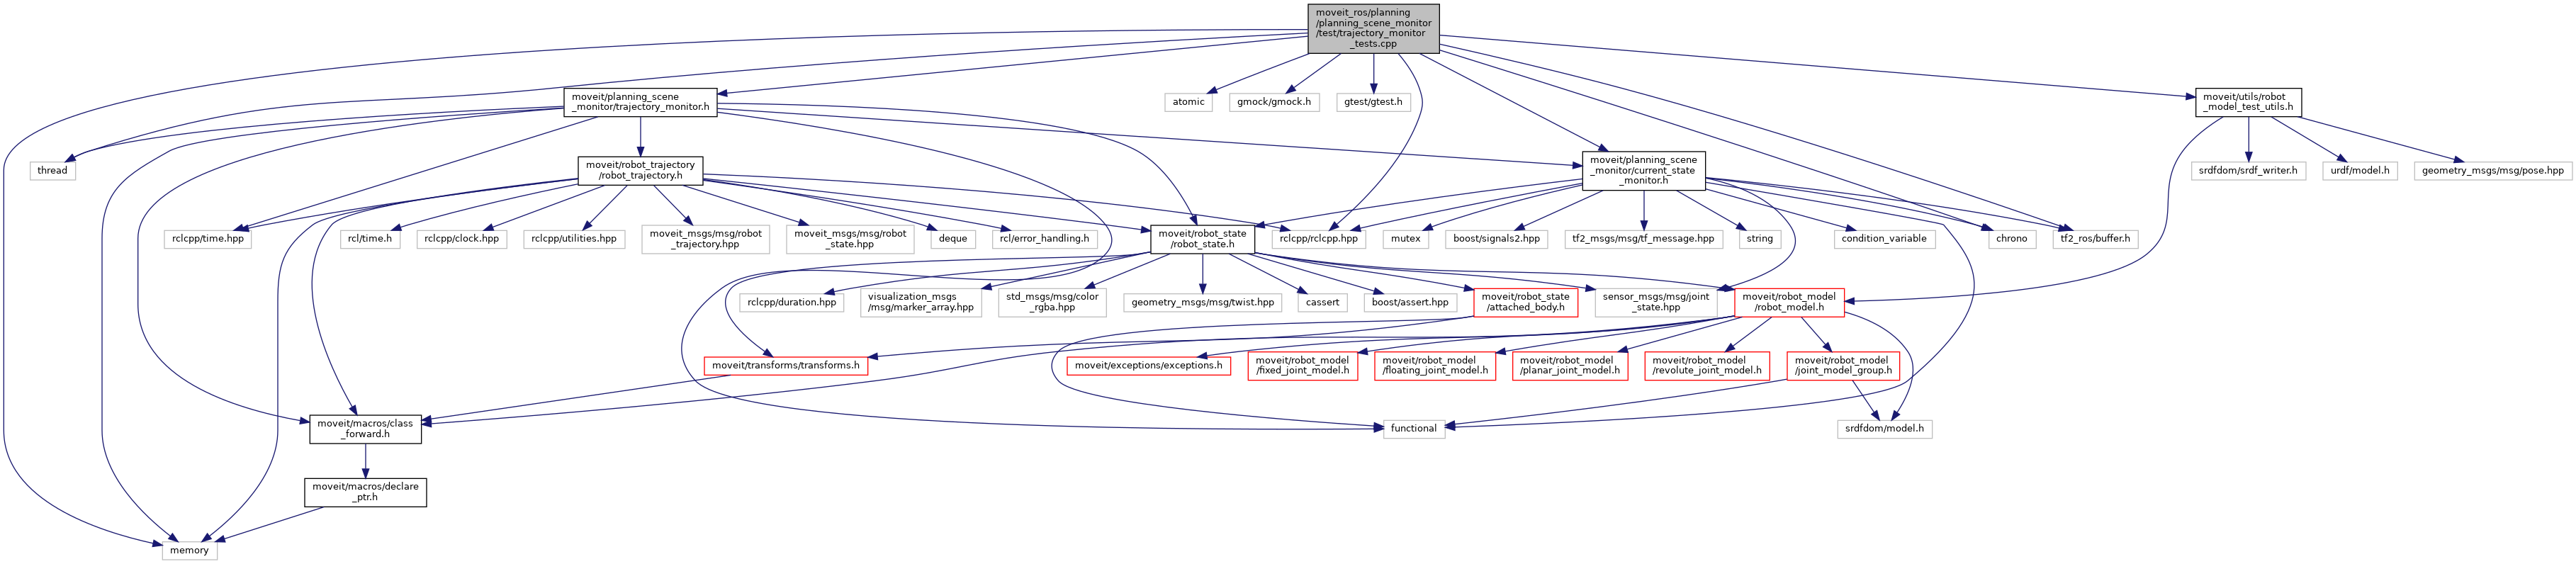 moveit_ros/planning
/planning_scene_monitor
/test/trajectory_monitor
_tests.cpp
moveit/planning_scene
_monitor/trajectory_monitor.h
atomic
gmock/gmock.h
gtest/gtest.h
moveit/utils/robot
_model_test_utils.h
thread
moveit/robot_trajectory
/robot_trajectory.h
moveit/planning_scene
_monitor/current_state
_monitor.h
srdfdom/srdf_writer.h
urdf/model.h
geometry_msgs/msg/pose.hpp
rclcpp/time.hpp
rcl/time.h
rclcpp/clock.hpp
rclcpp/utilities.hpp
moveit_msgs/msg/robot
_trajectory.hpp
moveit_msgs/msg/robot
_state.hpp
deque
rcl/error_handling.h
moveit/robot_state
/robot_state.h
rclcpp/rclcpp.hpp
mutex
boost/signals2.hpp
tf2_msgs/msg/tf_message.hpp
string
condition_variable
chrono
tf2_ros/buffer.h
rclcpp/duration.hpp
visualization_msgs
/msg/marker_array.hpp
std_msgs/msg/color
_rgba.hpp
geometry_msgs/msg/twist.hpp
cassert
boost/assert.hpp
moveit/robot_state
/attached_body.h
sensor_msgs/msg/joint
_state.hpp
moveit/robot_model
/robot_model.h
moveit/transforms/transforms.h
moveit/exceptions/exceptions.h
moveit/robot_model
/fixed_joint_model.h
moveit/robot_model
/floating_joint_model.h
moveit/robot_model
/planar_joint_model.h
moveit/robot_model
/revolute_joint_model.h
moveit/robot_model
/joint_model_group.h
moveit/macros/class
_forward.h
functional
srdfdom/model.h
moveit/macros/declare
_ptr.h
memory